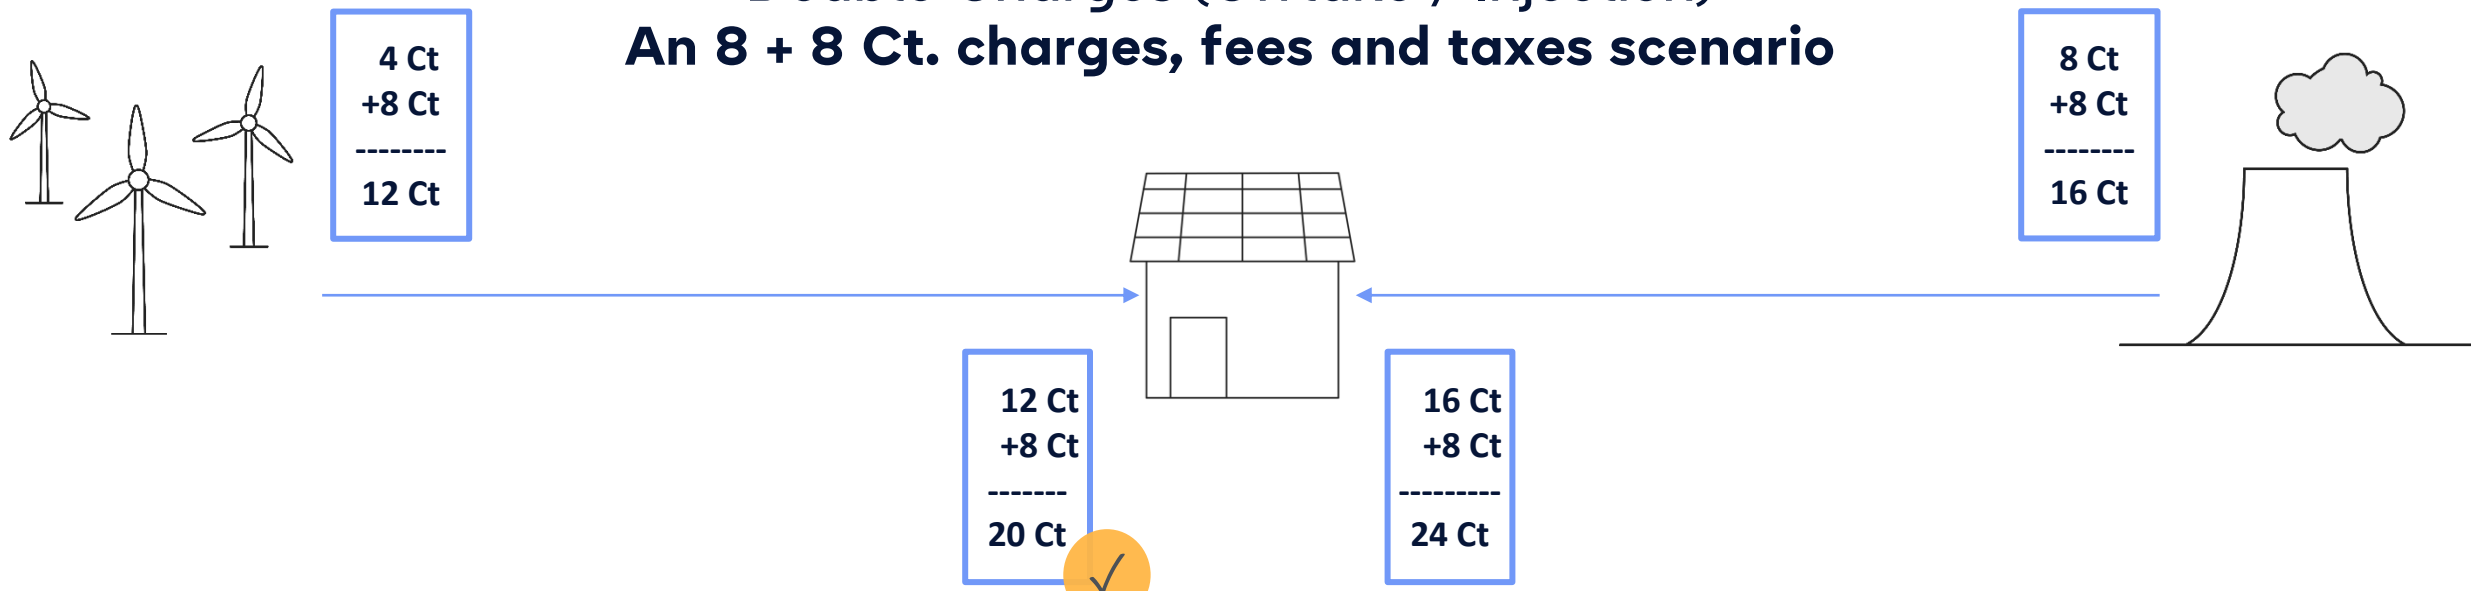 An 8 + 8 Ct. charges, fees and taxes scenario
4 Ct
+8 Ct
--------
12 Ct
8 Ct
+8 Ct
--------
16 Ct
12 Ct
+8 Ct
-------
20 Ct
✓
16 Ct
+8 Ct
---------
24 Ct